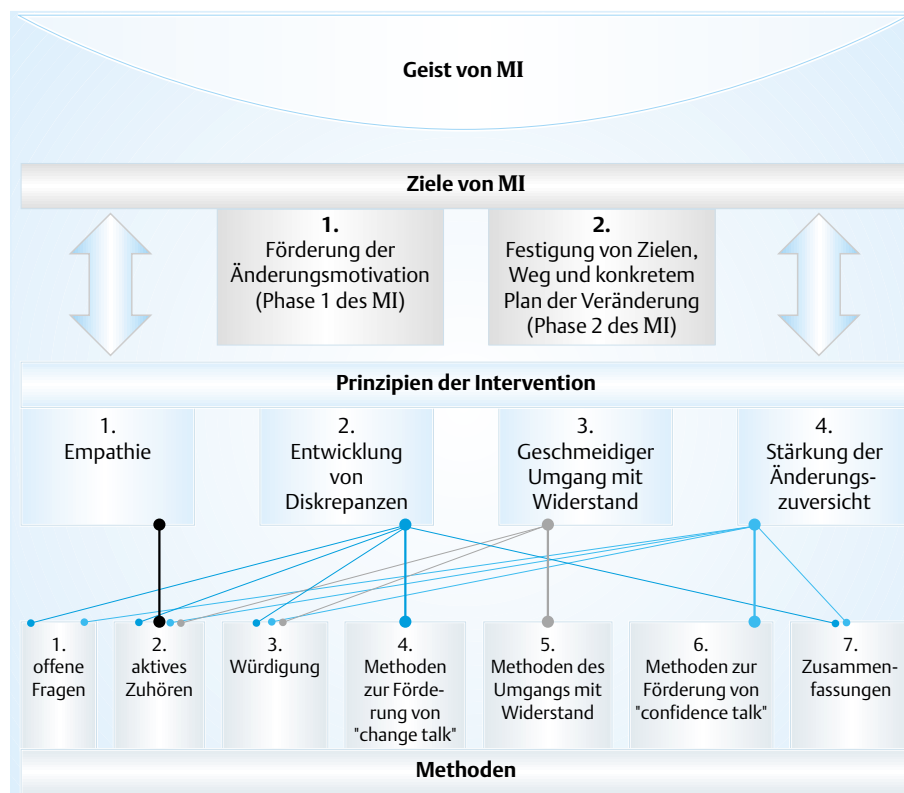 Geist von MI
Ziele von MI
1.
Förderung der
Änderungsmotivation
(Phase 1 des MI)
2.
Festigung von Zielen,
Weg und konkretem
Plan der Veränderung
(Phase 2 des MI)
Prinzipien der Intervention
1.
Empathie
2.
Entwicklung
von
Diskrepanzen
3.
Geschmeidiger
Umgang mit
Widerstand
4.
Stärkung der
Änderungs-
zuversicht
1.
offene
Fragen
2.
aktives
Zuhören
3.
Würdigung
4.
Methoden
zur Förde-
rung von
"change talk"
5.
Methoden des
Umgangs mit
Widerstand
6.
Methoden zur
Förderung von
"confidence talk"
7.
Zusammen-
fassungen
Methoden